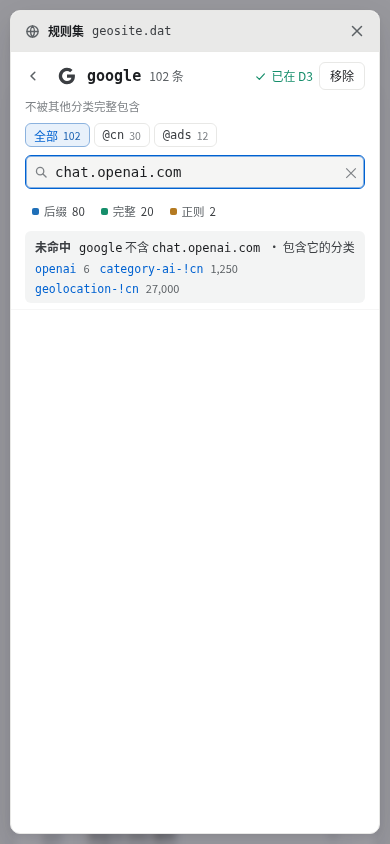 规则集 geosite.dat
google 102 条 已在 D3 移除
不被其他分类完整包含
全部 102 @cn 30 @ads 12
chat.openai.com
后缀 80 完整 20 正则 2
未命中 google 不含 chat.openai.com · 包含它的分类
openai 6 category-ai-!cn 1,250
geolocation-!cn 27,000